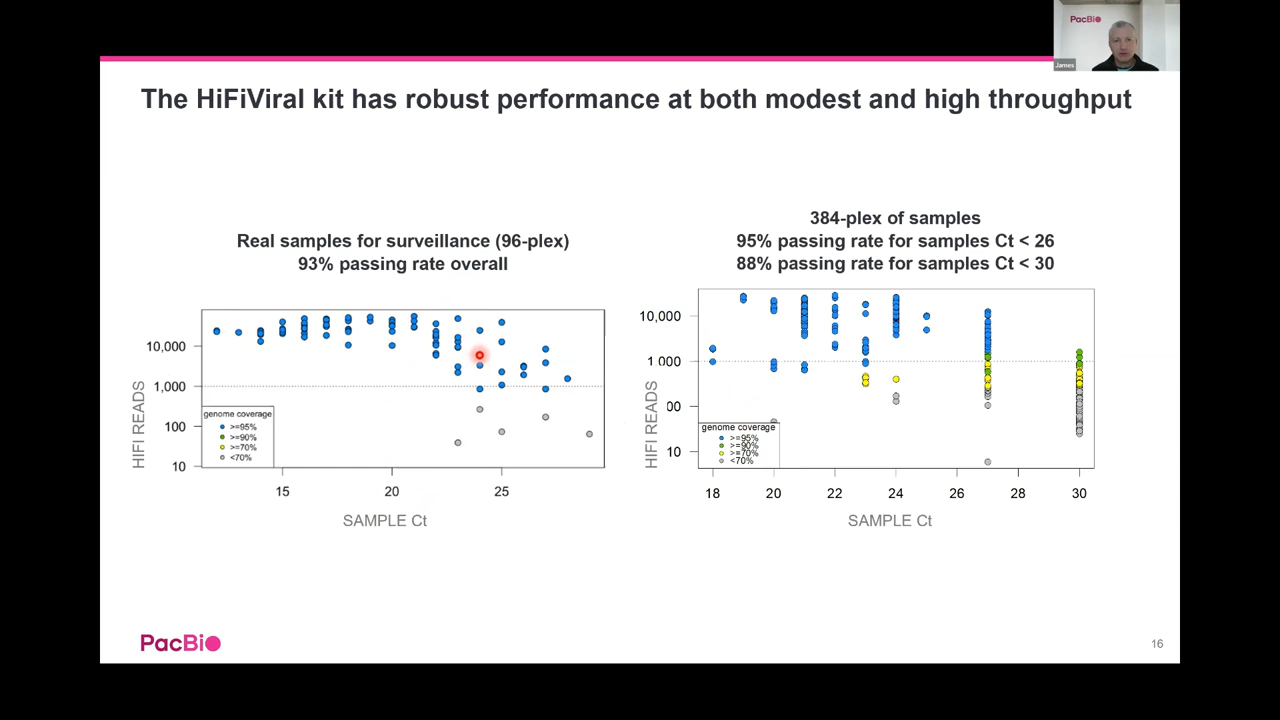 PacBio
James
The HiFiViral kit has robust performance at both modest and high throughput
Real samples for surveillance (96-plex)
93% passing rate overall
HIFI READS
10,000
1,000
100
10
genome coverage
>=95%
>=90%
>=70%
<70%
15
20
25
SAMPLE Ct
384-plex of samples
95% passing rate for samples Ct < 26
88% passing rate for samples Ct < 30
HIFI READS
10,000
1 000
00
10
genome coverage
>=95%
>=90%
>=70%
<70%
18
20
22
24
26
28
30
SAMPLE Ct
PacBio
16